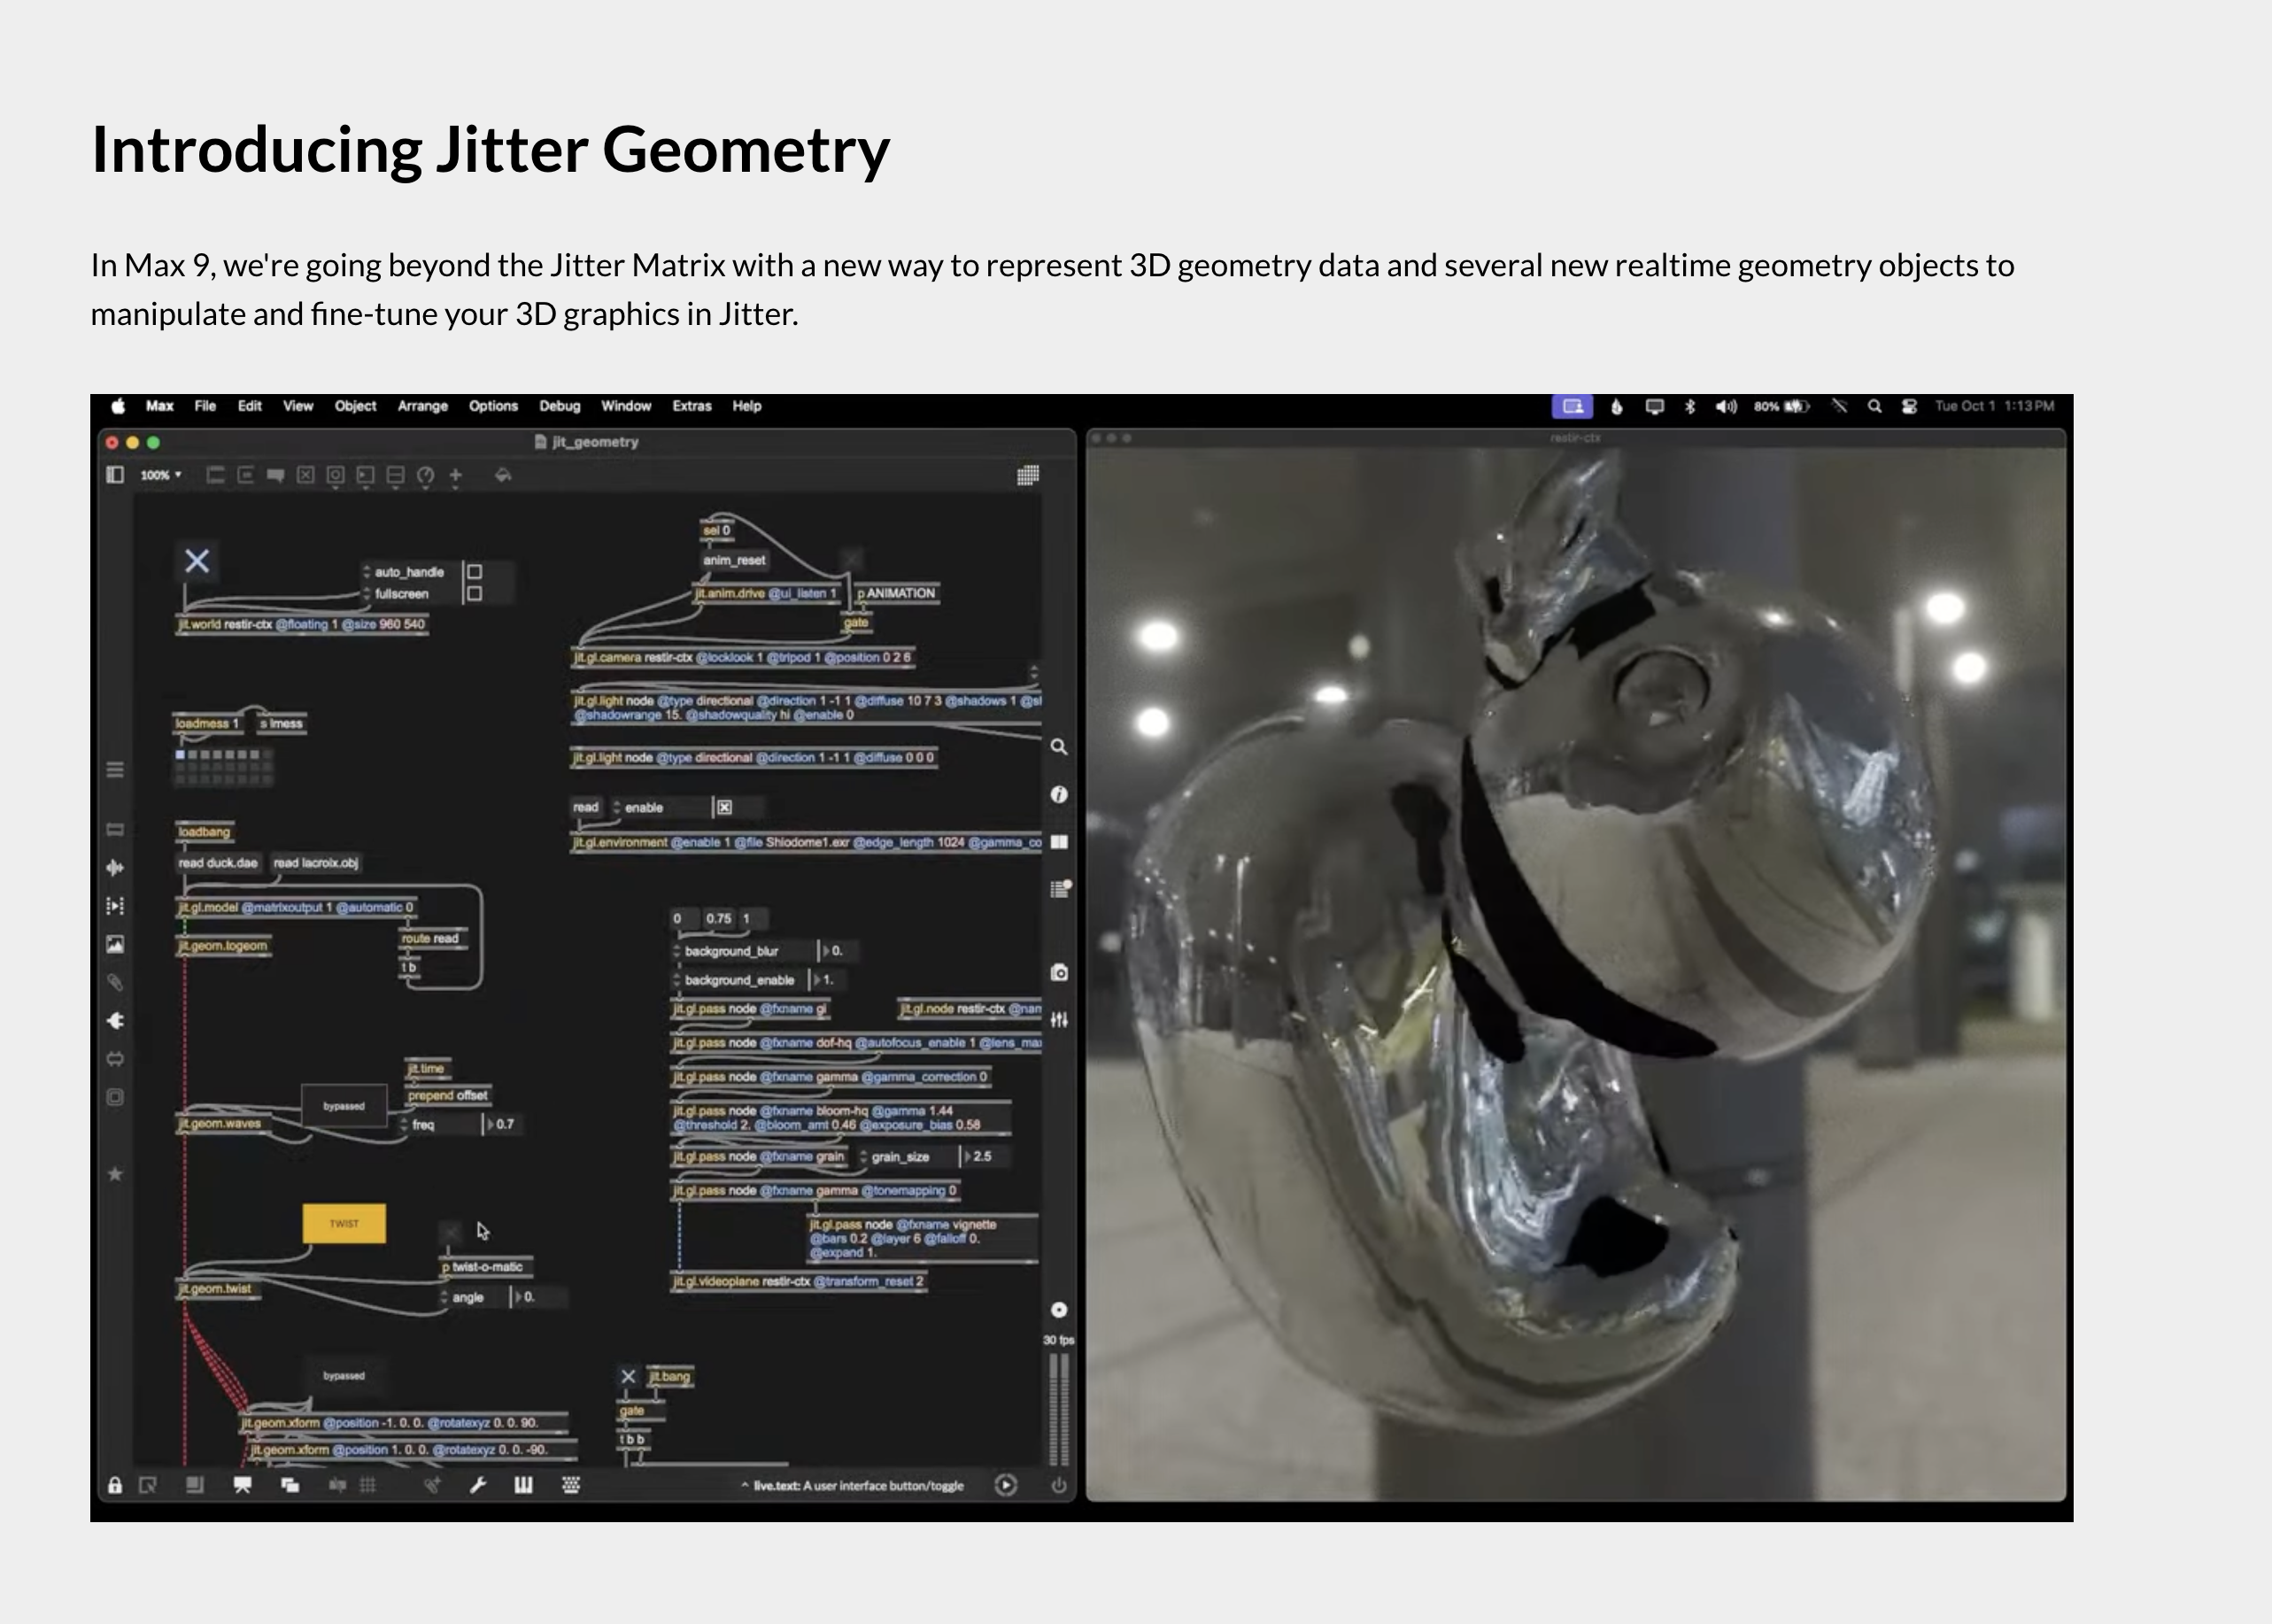 Introducing Jitter Geometry
In Max 9, we're going beyond the Jitter Matrix with a new way to represent 3D geometry data and several new realtime geometry objects to
manipulate and fine-tune your 3D graphics in Jitter.
Max File Edit View Object Arrange Options Debug Window Extras Help
80%
Tue Oct 1 1:13 PM
jit_geometry
restir-ctx
100%
sel 0
anim_reset
auto_handle
fullscreen
jit.anim.drive @ui_listen 1
p ANIMATION
gate
jit.world restir-ctx @floating 1 @size 960 540
jit.gl.camera restir-ctx @locklook 1 @tripod 1 @position 0 2 6
jit.gl.light node @type directional @direction 1 -1 1 @diffuse 10 7 3 @shadows 1
@shadowrange 15. @shadowquality hi @enable 0
loadmess 1
s lmess
jit.gl.light node @type directional @direction 1 -1 1 @diffuse 0 0 0
read
enable
loadbang
jit.gl.environment @enable 1 @file Shiodome1.exr @edge_length 1024 @gamma_co
read duck.dae
read lacroix.obj
jit.gl.model @matrixoutput 1 @automatic 0
jit.geom.togeom
route read
t b
0
0.75
1
background_blur
0.
background_enable
1.
jit.gl.pass node @fxname gi
jit.gl.node restir-ctx @nam
jit.gl.pass node @fxname dof-hq @autofocus_enable 1 @lens_ma
jit.time
prepend offset
bypassed
jit.geom.waves
freq
0.7
jit.gl.pass node @fxname gamma @gamma_correction 0
jit.gl.pass node @fxname bloom-hq @gamma 1.44
@threshold 2. @bloom_amt 0.46 @exposure_bias 0.58
jit.gl.pass node @fxname grain
grain_size
2.5
jit.gl.pass node @fxname gamma @tonemapping 0
TWIST
jit.gl.pass node @fxname vignette
@bars 0.2 @layer 6 @falloff 0.
@expand 1.
p twist-o-matic
jit.geom.twist
angle
0.
jit.gl.videoplane restir-ctx @transform_reset 2
30 fps
bypassed
jit.bang
gate
t b b
jit.geom.xform @position -1. 0. 0. @rotatexyz 0. 0. 90.
jit.geom.xform @position 1. 0. 0. @rotatexyz 0. 0. -90.
live.text: A user interface button/toggle